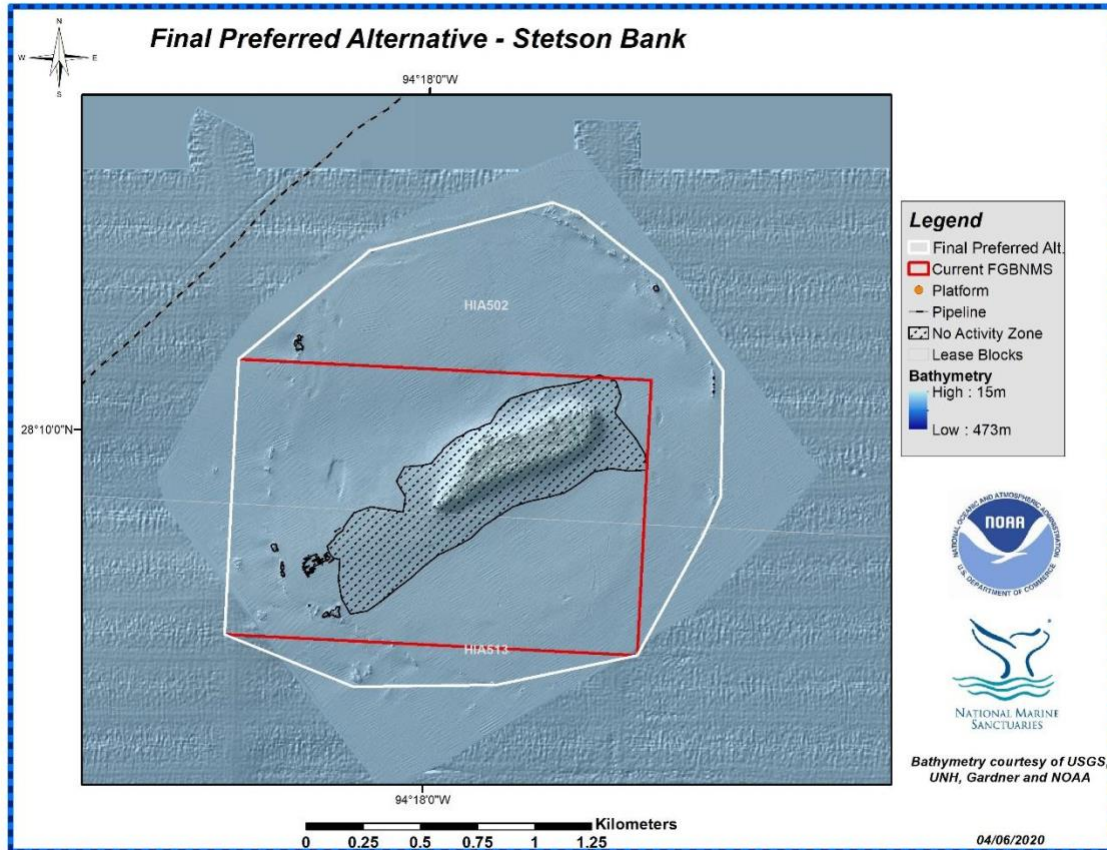 N
W E
S
Final Preferred Alternative - Stetson Bank
94°18'0"W
HIA502
28°10'0"N
HIA513
94°18'0"W
Legend
Final Preferred Alt.
Current FGBNMS
Platform
Pipeline
No Activity Zone
Lease Blocks
Bathymetry
High : 15m
Low : 473m
NATIONAL OCEANIC AND ATMOSPHERIC ADMINISTRATION
NOAA
U.S. DEPARTMENT OF COMMERCE
NATIONAL MARINE
SANCTUARIES
Bathymetry courtesy of USGS,
UNH, Gardner and NOAA
Kilometers
0 0.25 0.5 0.75 1 1.25
04/06/2020